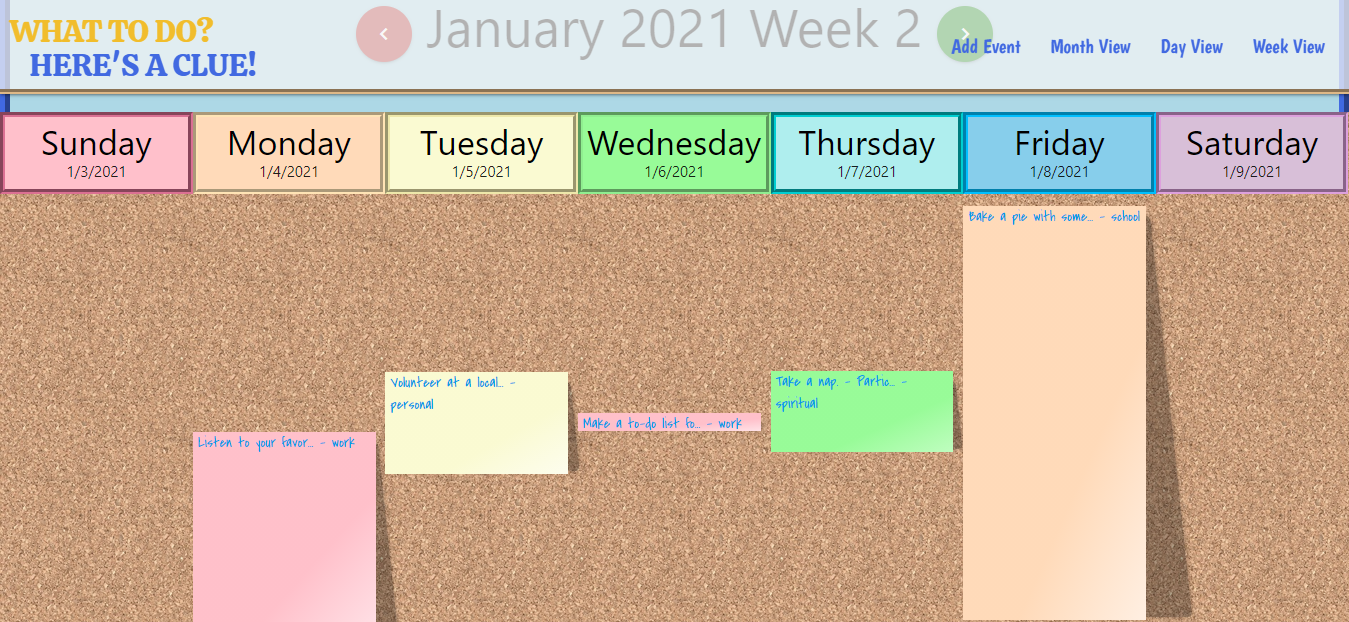 WHAT TO DO?
HERE'S A CLUE!
January 2021 Week 2
Add Event Month View Day View Week View
Sunday
1/3/2021
Monday
1/4/2021
Tuesday
1/5/2021
Wednesday
1/6/2021
Thursday
1/7/2021
Friday
1/8/2021
Saturday
1/9/2021
Listen to your favor... - work
Volunteer at a local... -
personal
Make a to-do list fo... - work
Take a nap. - Partic... -
spiritual
Bake a pie with some... - school